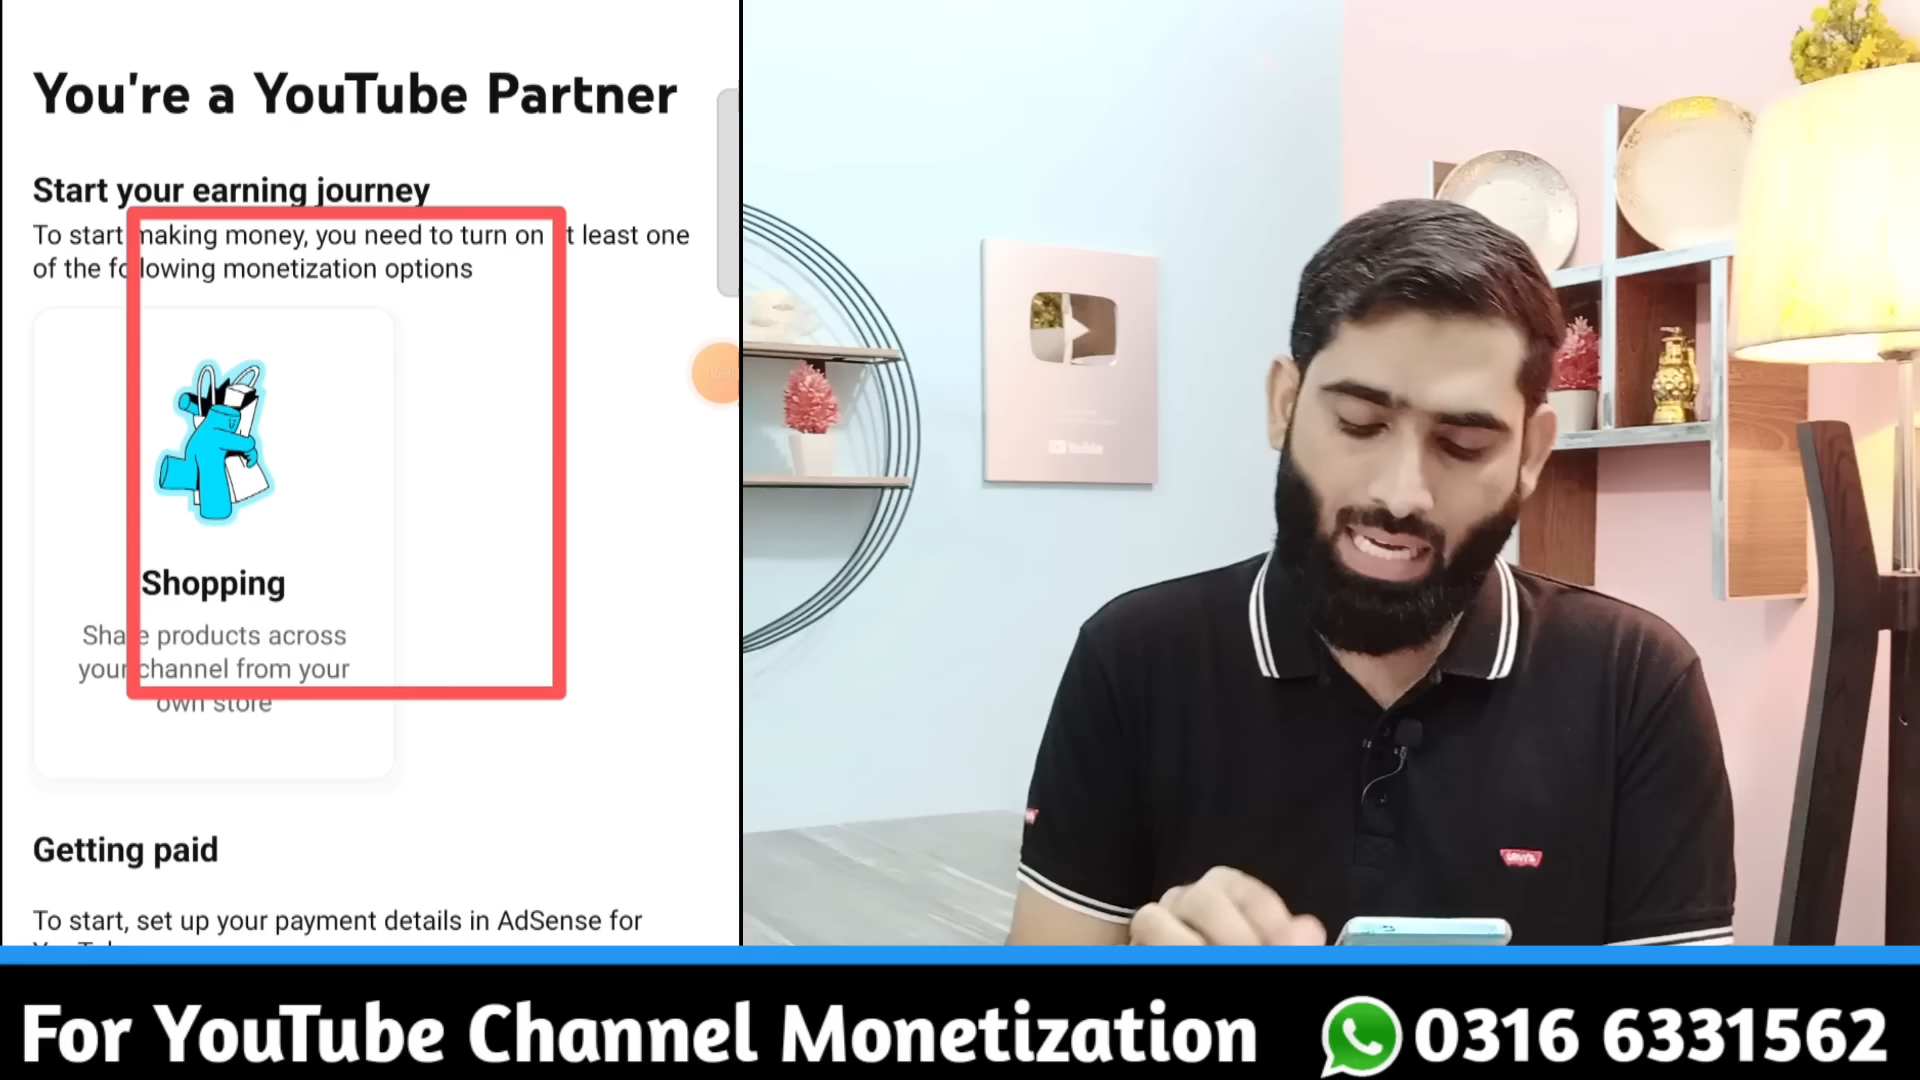 You're a YouTube Partner
Start your earning journey
To start making money, you need to turn on at least one
of the following monetization options
Shopping
Share products across
your channel from your
own store
Getting paid
To start, set up your payment details in AdSense for
YouTube
Levi's
For YouTube Channel Monetization 0316 6331562